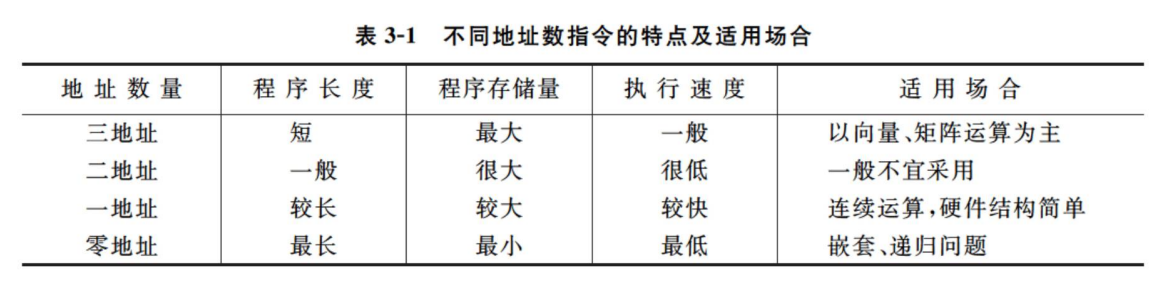 表 3-1 不同地址数指令的特点及适用场合
地址数量 程序长度 程序存储量 执行速度 适用场合
三地址 短 最大 一般 以向量、矩阵运算为主
二地址 一般 很大 很低 一般不宜采用
一地址 较长 较大 较快 连续运算,硬件结构简单
零地址 最长 最小 最低 嵌套、递归问题